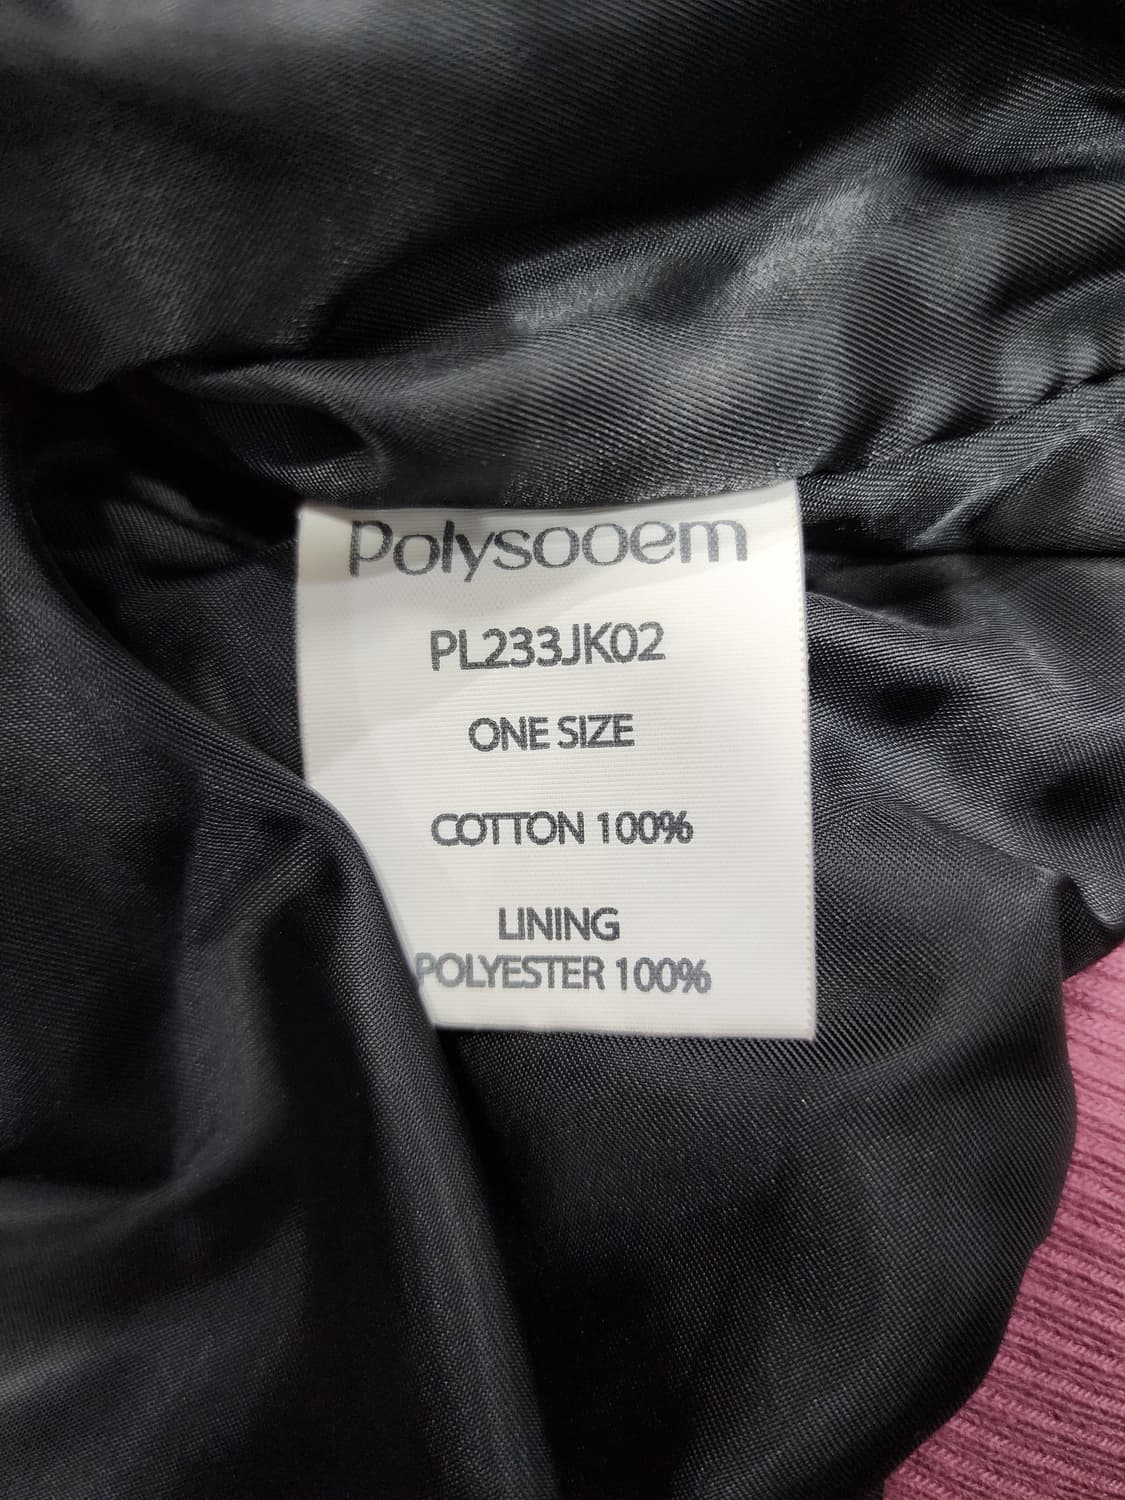 Polysooem
PL233JK02
ONE SIZE
COTTON 100%
LINING
POLYESTER 100%